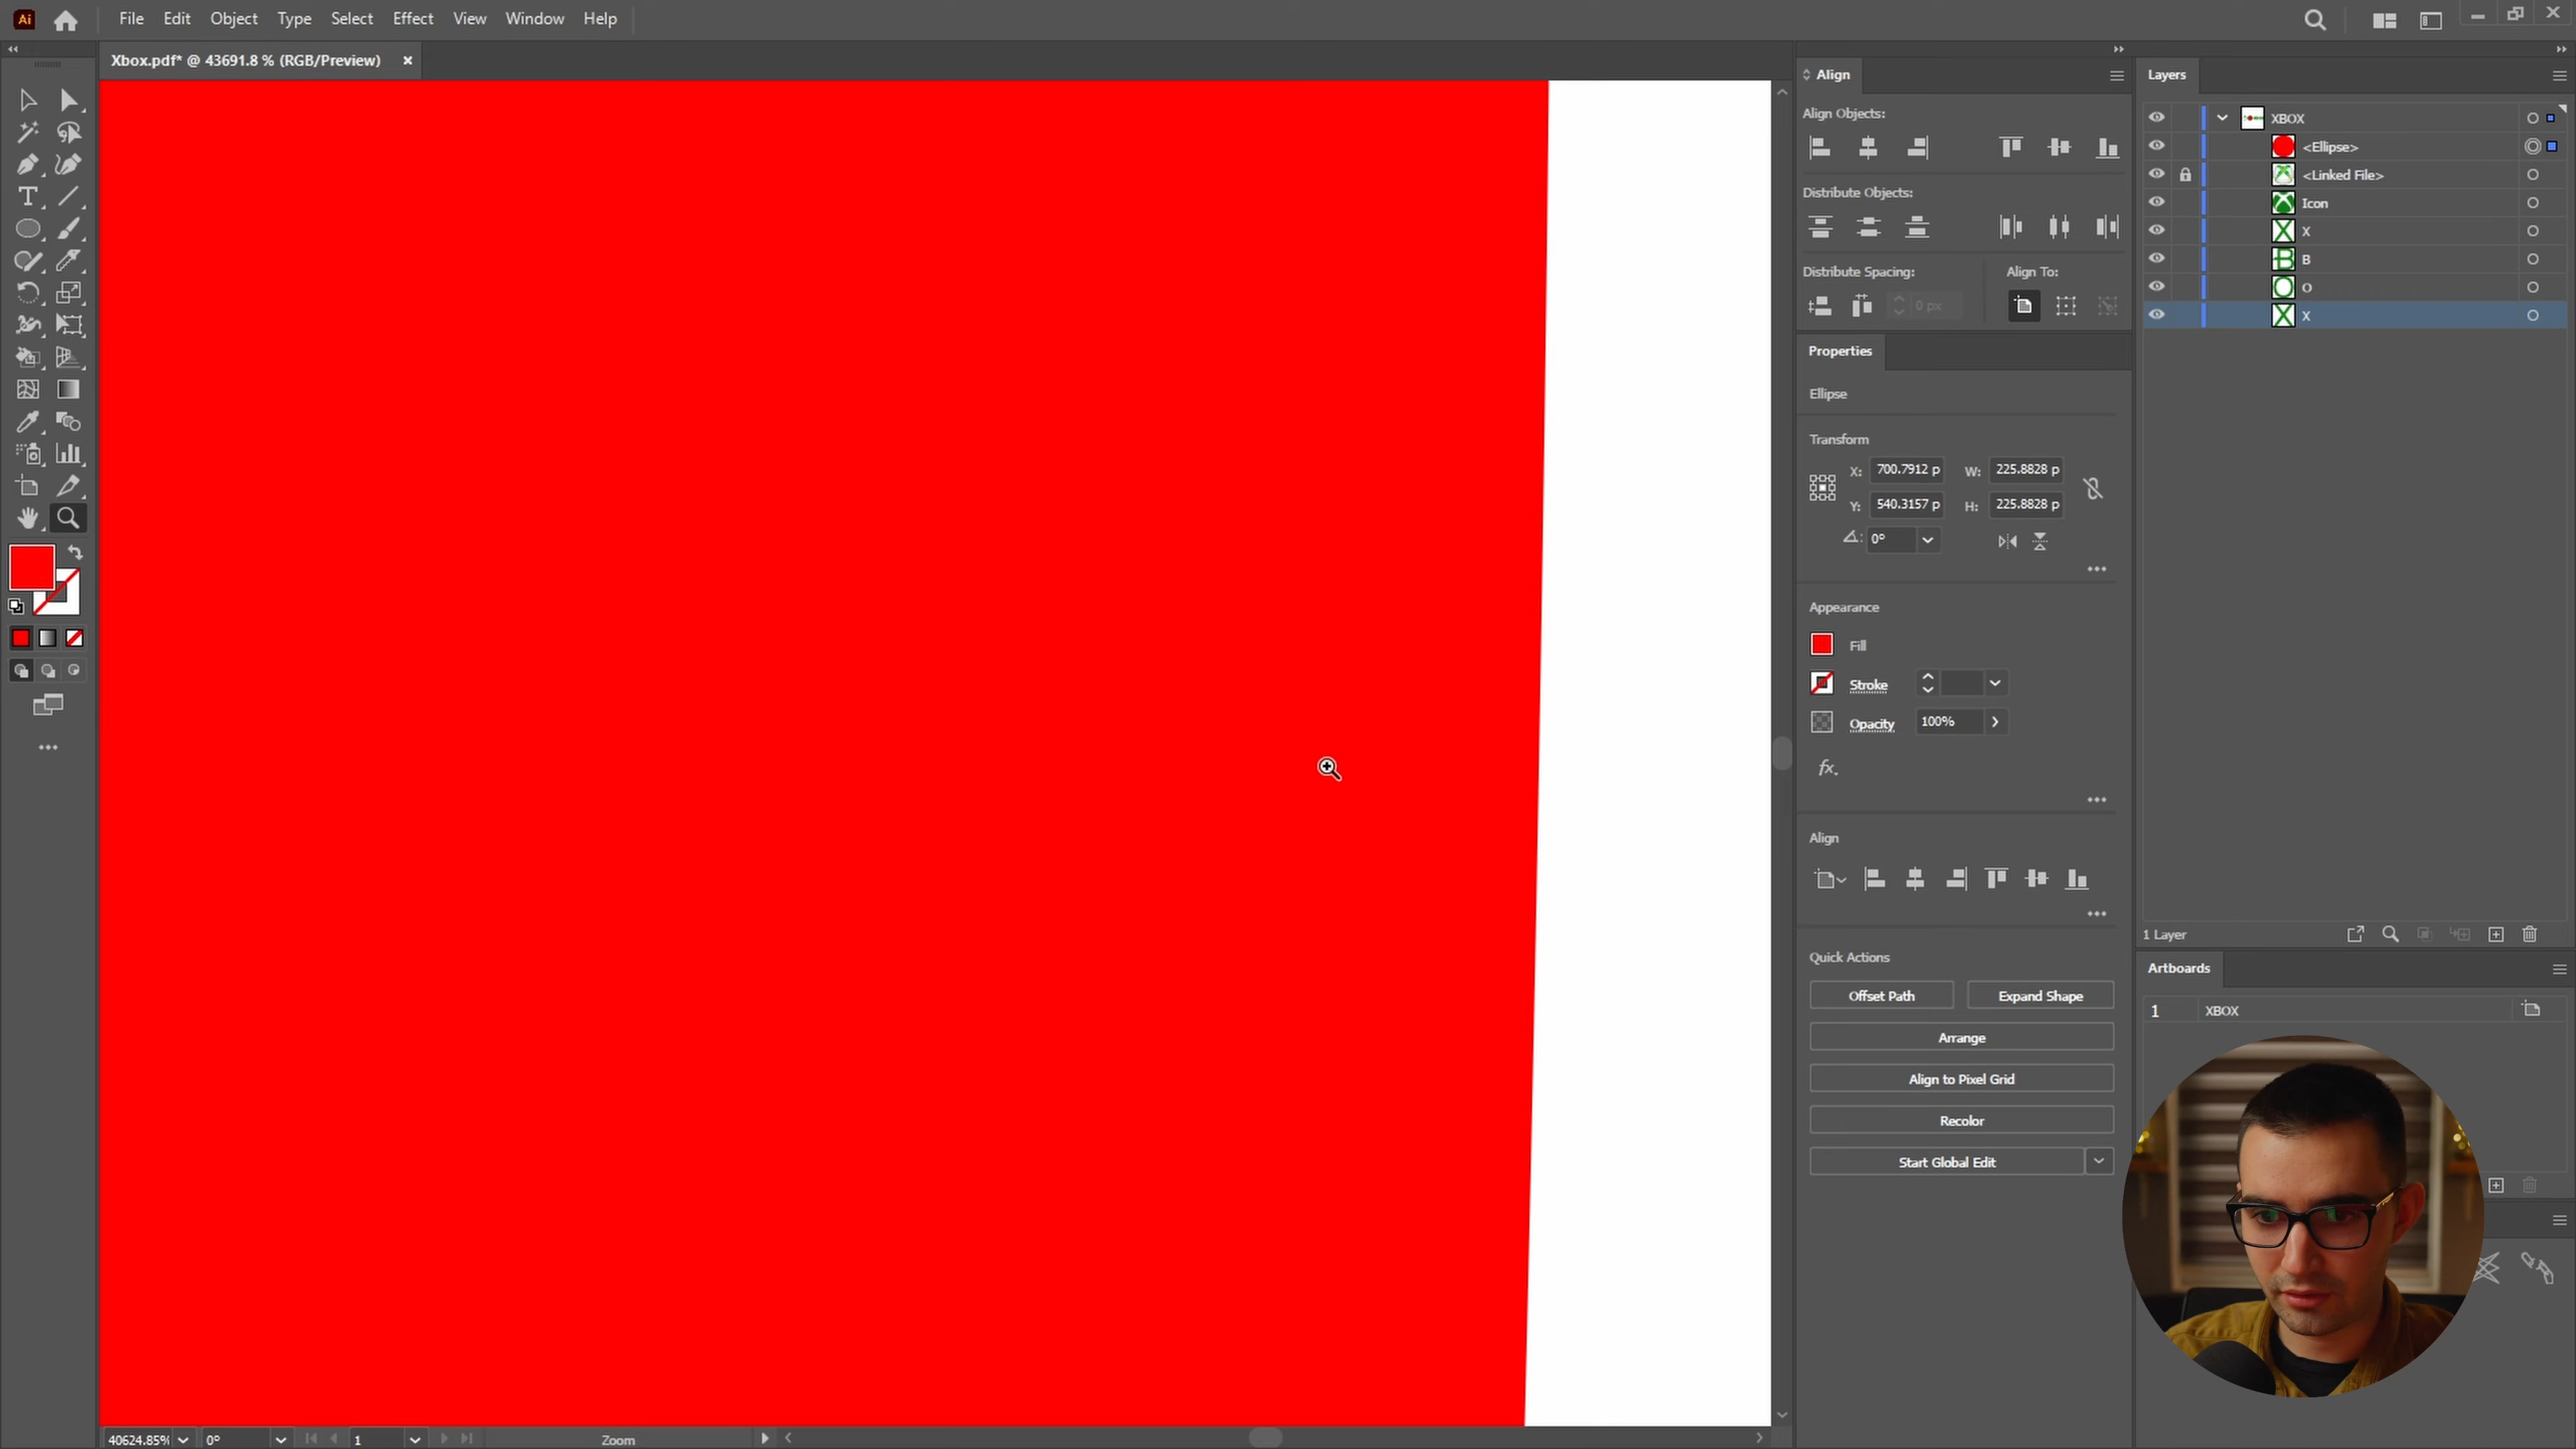 Ai File Edit Object Type Select Effect View Window Help
Xbox.pdf* @ 43691.8 % (RGB/Preview) ×
Align
Align Objects:
Distribute Objects:
Distribute Spacing: Align To:
0 px
Properties
Ellipse
Transform
X: 700.7912 p W: 225.8828 p
Y: 540.3157 p H: 225.8828 p
0°
Appearance
Fill
Stroke
Opacity 100%
fx.
Align
Quick Actions
Offset Path Expand Shape
Arrange
Align to Pixel Grid
Recolor
Start Global Edit
Layers
XBOX
<Ellipse>
<Linked File>
Icon
X
B
O
X
1 Layer
Artboards
1 XBOX
40624.85% 0° 1 Zoom